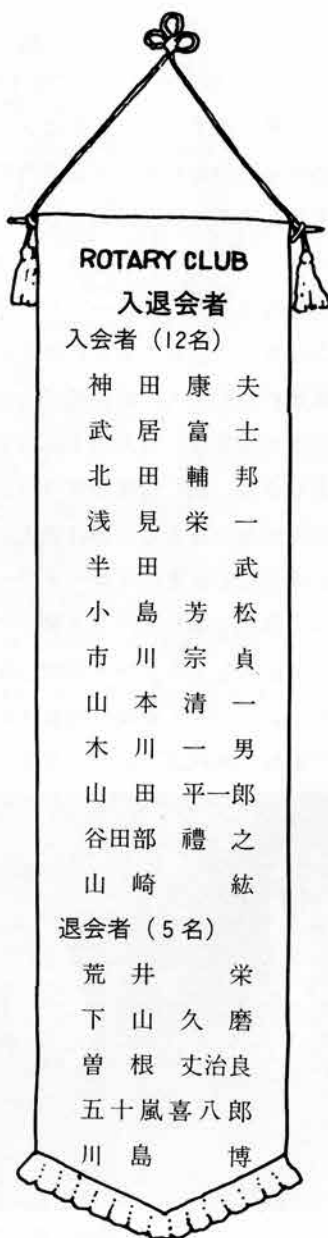 ROTARY CLUB
入退会者
入会者（12名）
神田康夫
武居富士
北田輔邦
浅見栄一
半田武
小島芳松
市川宗貞
山本清一
木川一男
山田平一郎
谷田部禮之
山崎紘
退会者（5名）
荒井栄
下山久磨
曽根丈治良
五十嵐喜八郎
川島博